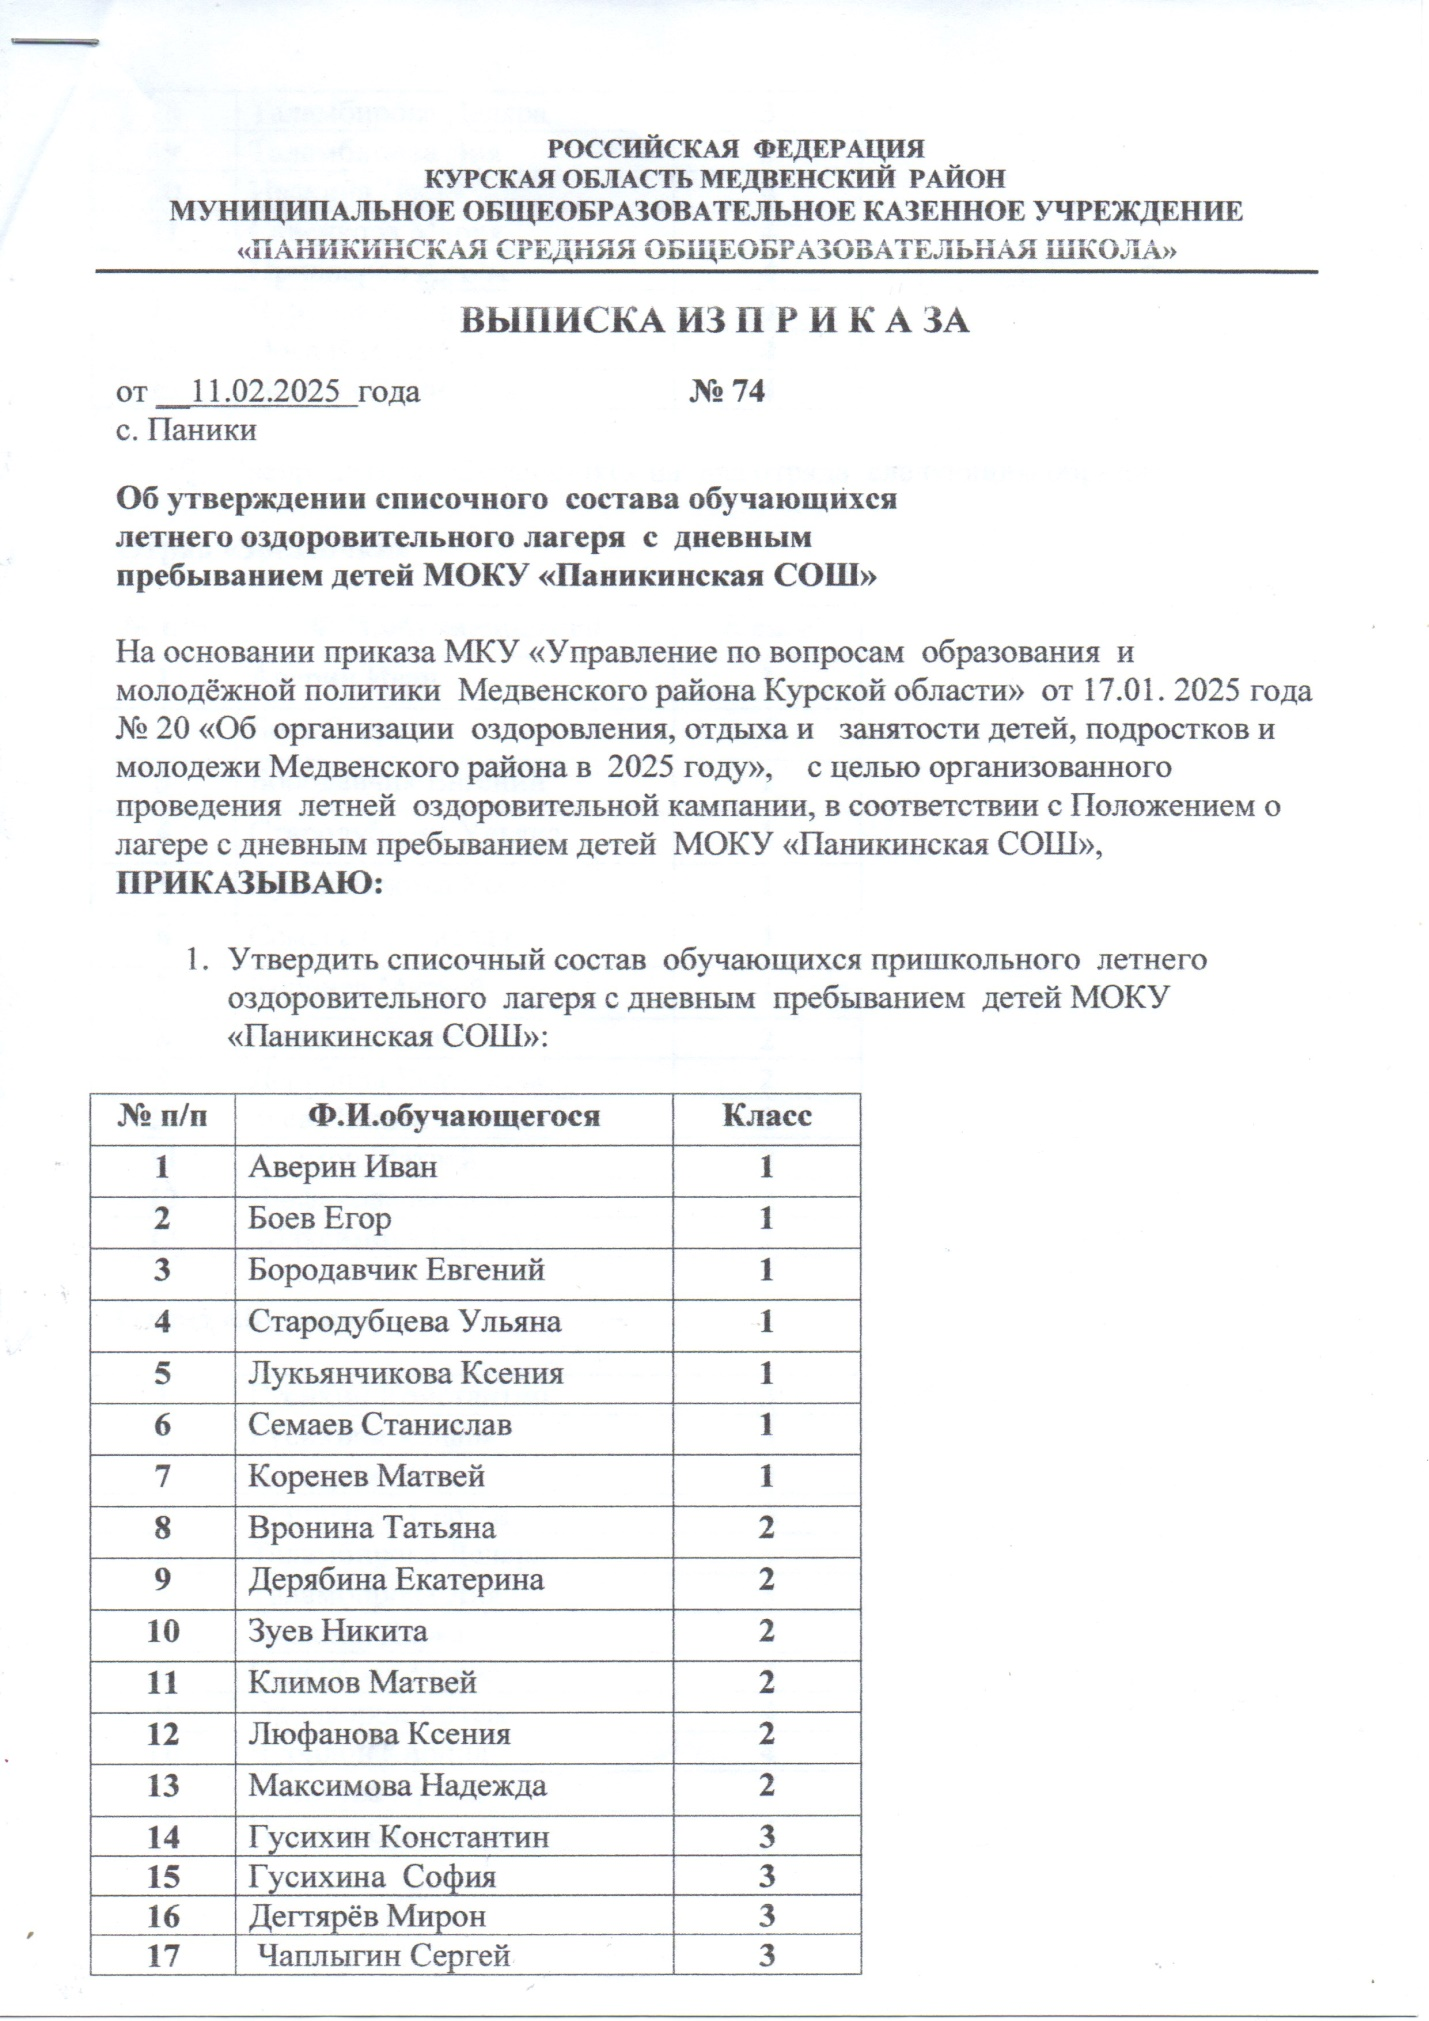 РОССИЙСКАЯ ФЕДЕРАЦИЯ
КУРСКАЯ ОБЛАСТЬ МЕДВЕНСКИЙ РАЙОН
МУНИЦИПАЛЬНОЕ ОБЩЕОБРАЗОВАТЕЛЬНОЕ КАЗЕННОЕ УЧРЕЖДЕНИЕ
«ПАНИКИНСКАЯ СРЕДНЯЯ ОБЩЕОБРАЗОВАТЕЛЬНАЯ ШКОЛА»
ВЫПИСКА ИЗ П Р И К А ЗА
от __11.02.2025_года № 74
с. Паники
Об утверждении списочного состава обучающихся
летнего оздоровительного лагеря с дневным
пребыванием детей МОКУ «Паникинская СОШ»
На основании приказа МКУ «Управление по вопросам образования и
молодёжной политики Медвенского района Курской области» от 17.01. 2025 года
№ 20 «Об организации оздоровления, отдыха и занятости детей, подростков и
молодежи Медвенского района в 2025 году», с целью организованного
проведения летней оздоровительной кампании, в соответствии с Положением о
лагере с дневным пребыванием детей МОКУ «Паникинская СОШ»,
ПРИКАЗЫВАЮ:
1. Утвердить списочный состав обучающихся пришкольного летнего
оздоровительного лагеря с дневным пребыванием детей МОКУ
«Паникинская СОШ»:
№ п/п Ф.И.обучающегося Класс
1 Аверин Иван 1
2 Боев Егор 1
3 Бородавчик Евгений 1
4 Стародубцева Ульяна 1
5 Лукьянчикова Ксения 1
6 Семаев Станислав 1
7 Коренев Матвей 1
8 Вронина Татьяна 2
9 Дерябина Екатерина 2
10 Зуев Никита 2
11 Климов Матвей 2
12 Люфанова Ксения 2
13 Максимова Надежда 2
14 Гусихин Константин 3
15 Гусихина София 3
16 Дегтярёв Мирон 3
17 Чаплыгин Сергей 3